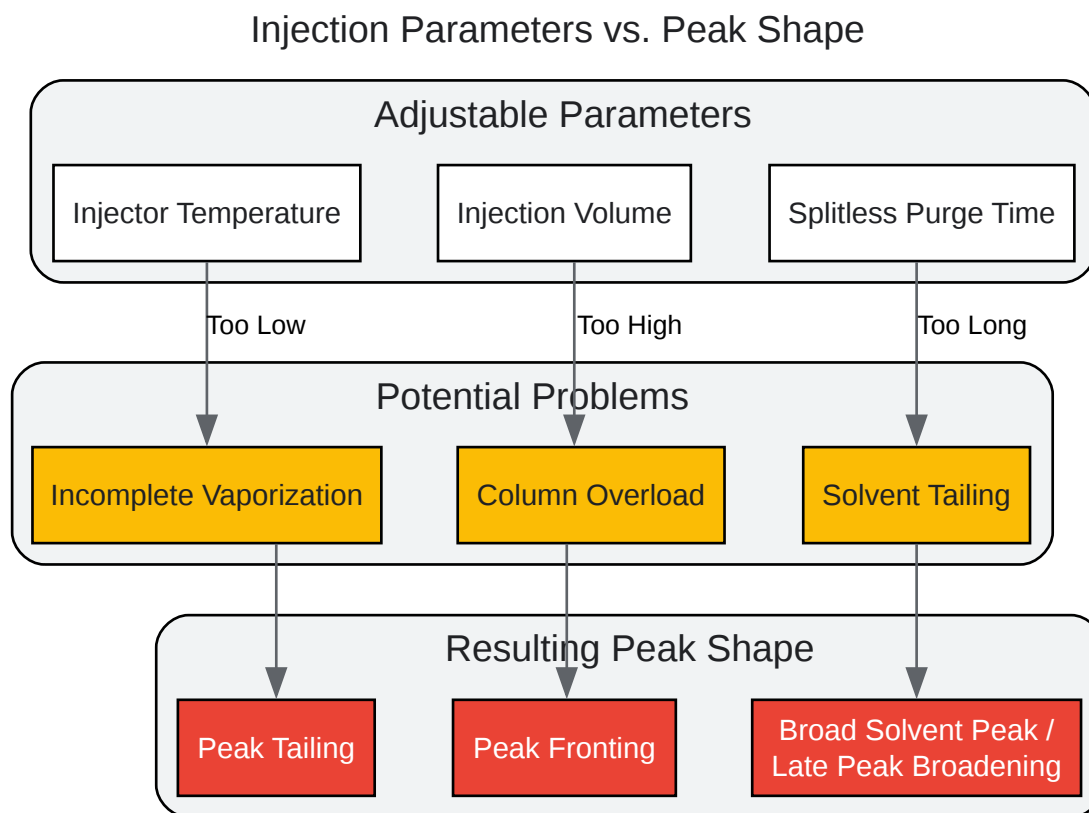 Injection Parameters vs. Peak Shape
Adjustable Parameters
Injector Temperature
Injection Volume
Splitless Purge Time
Too Low
Too High
Too Long
Potential Problems
Incomplete Vaporization
Column Overload
Solvent Tailing
Resulting Peak Shape
Peak Tailing
Peak Fronting
Broad Solvent Peak /
Late Peak Broadening